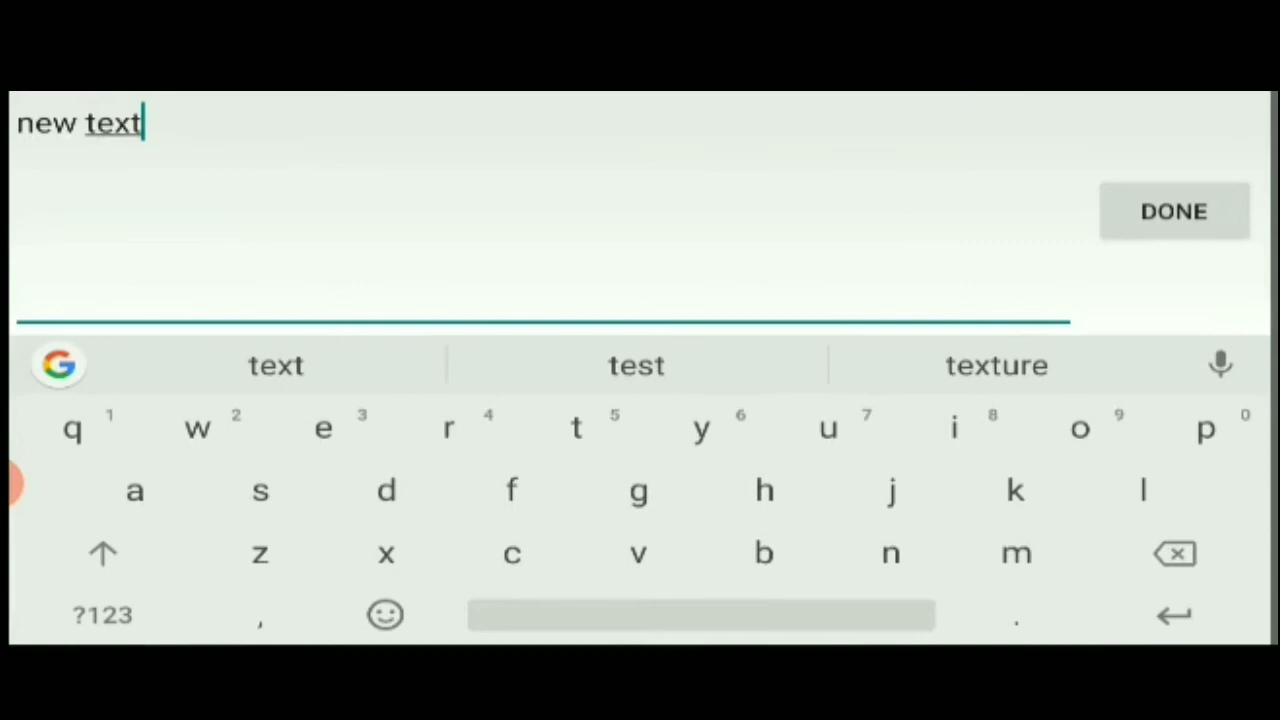 new text
DONE
text test texture
q 1 w 2 e 3 r 4 t 5 y 6 u 7 i 8 o 9 p 0
a s d f g h j k l
z x c v b n m
?123 , .